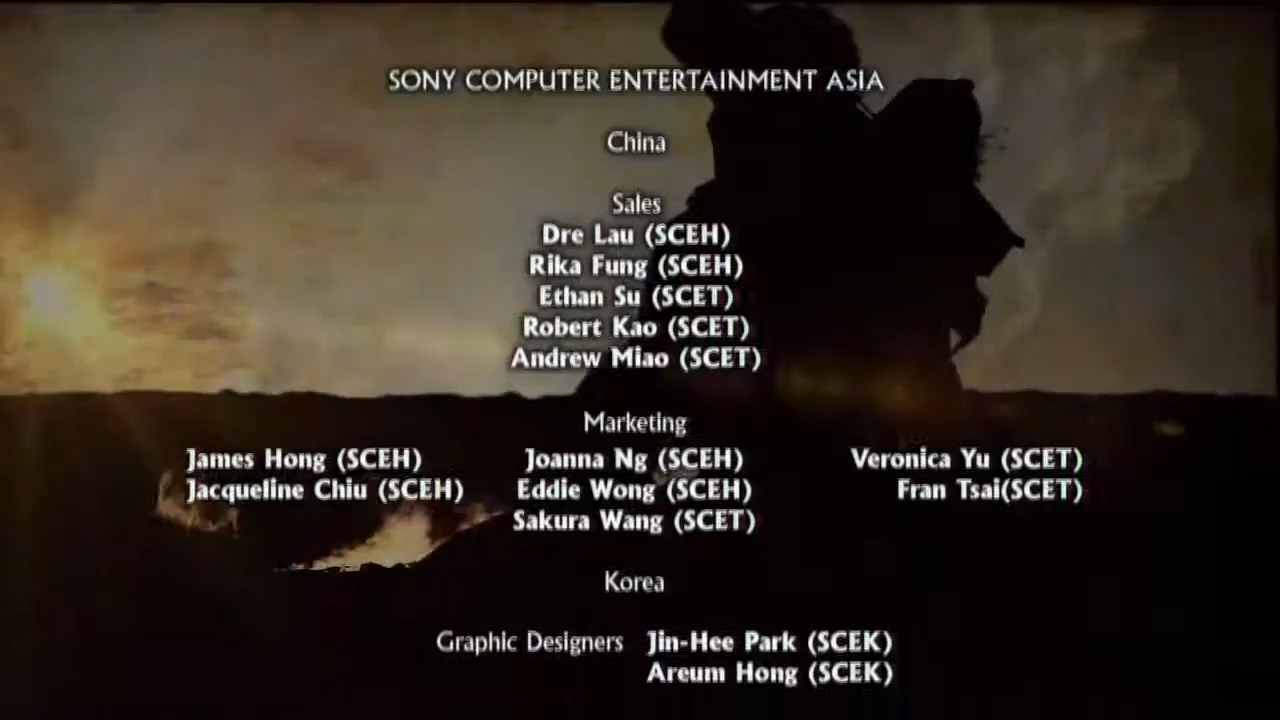 SONY COMPUTER ENTERTAINMENT ASIA
China
Sales
Dre Lau (SCEH)
Rika Fung (SCEH)
Ethan Su (SCET)
Robert Kao (SCET)
Andrew Miao (SCET)
Marketing
James Hong (SCEH) Joanna Ng (SCEH) Veronica Yu (SCET)
Jacqueline Chiu (SCEH) Eddie Wong (SCEH) Fran Tsai(SCET)
Sakura Wang (SCET)
Korea
Graphic Designers Jin-Hee Park (SCEK)
Areum Hong (SCEK)